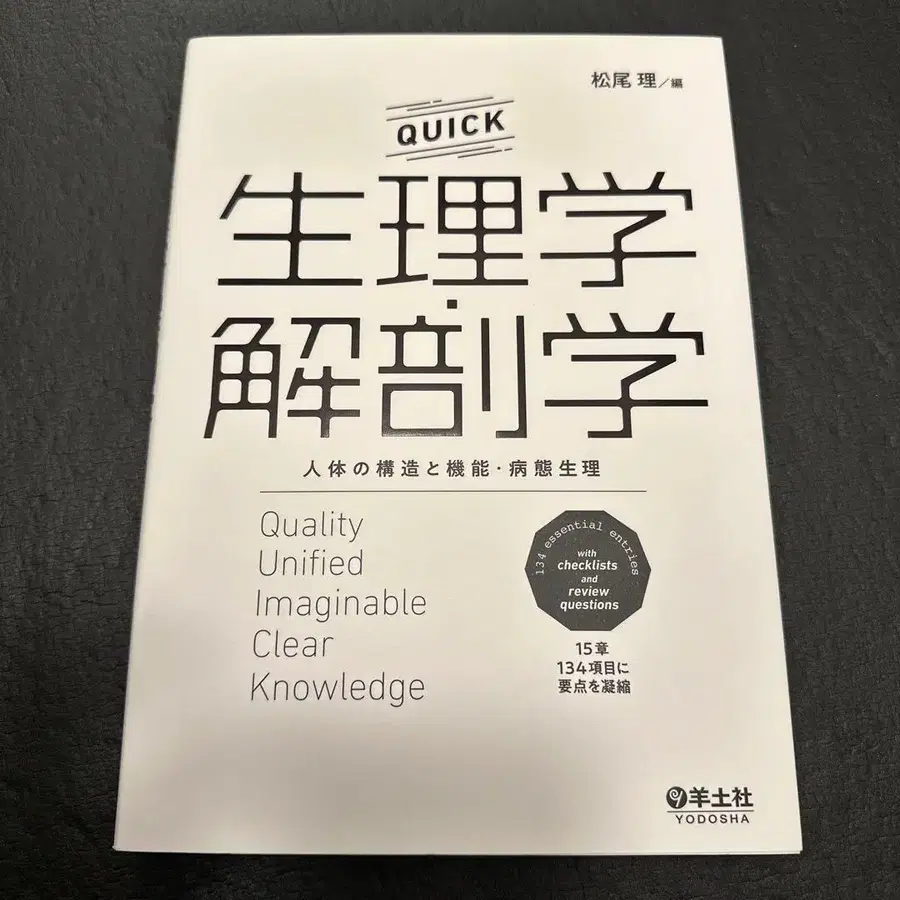 松尾 理／編
QUICK
生理学・
解剖学
人体の構造と機能・病態生理
Quality
Unified
Imaginable
Clear
Knowledge
134 essential entries
with
checklists
and
review
questions
15章
134項目に
要点を凝縮
羊土社
YODOSHA